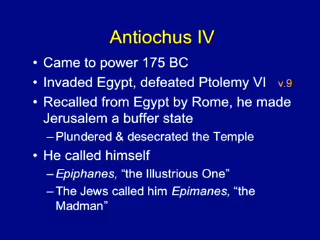 Antiochus IV
• Came to power 175 BC
• Invaded Egypt, defeated Ptolemy VI v.9
• Recalled from Egypt by Rome, he made
Jerusalem a buffer state
–Plundered & desecrated the Temple
• He called himself
–Epiphanes, “the Illustrious One”
–The Jews called him Epimanes, “the
Madman”